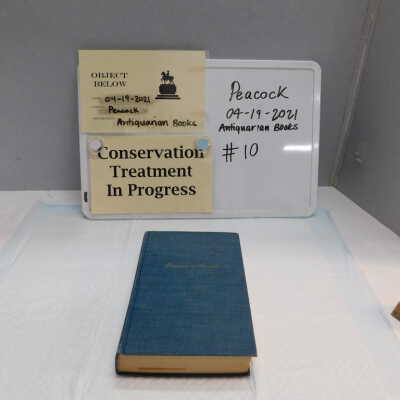 OBJECT
BELOW
04-19-2021
Peacock
Antiquarian Books
Conservation
Treatment
In Progress
Peacock
04-19-2021
Antiquarian Books
#10